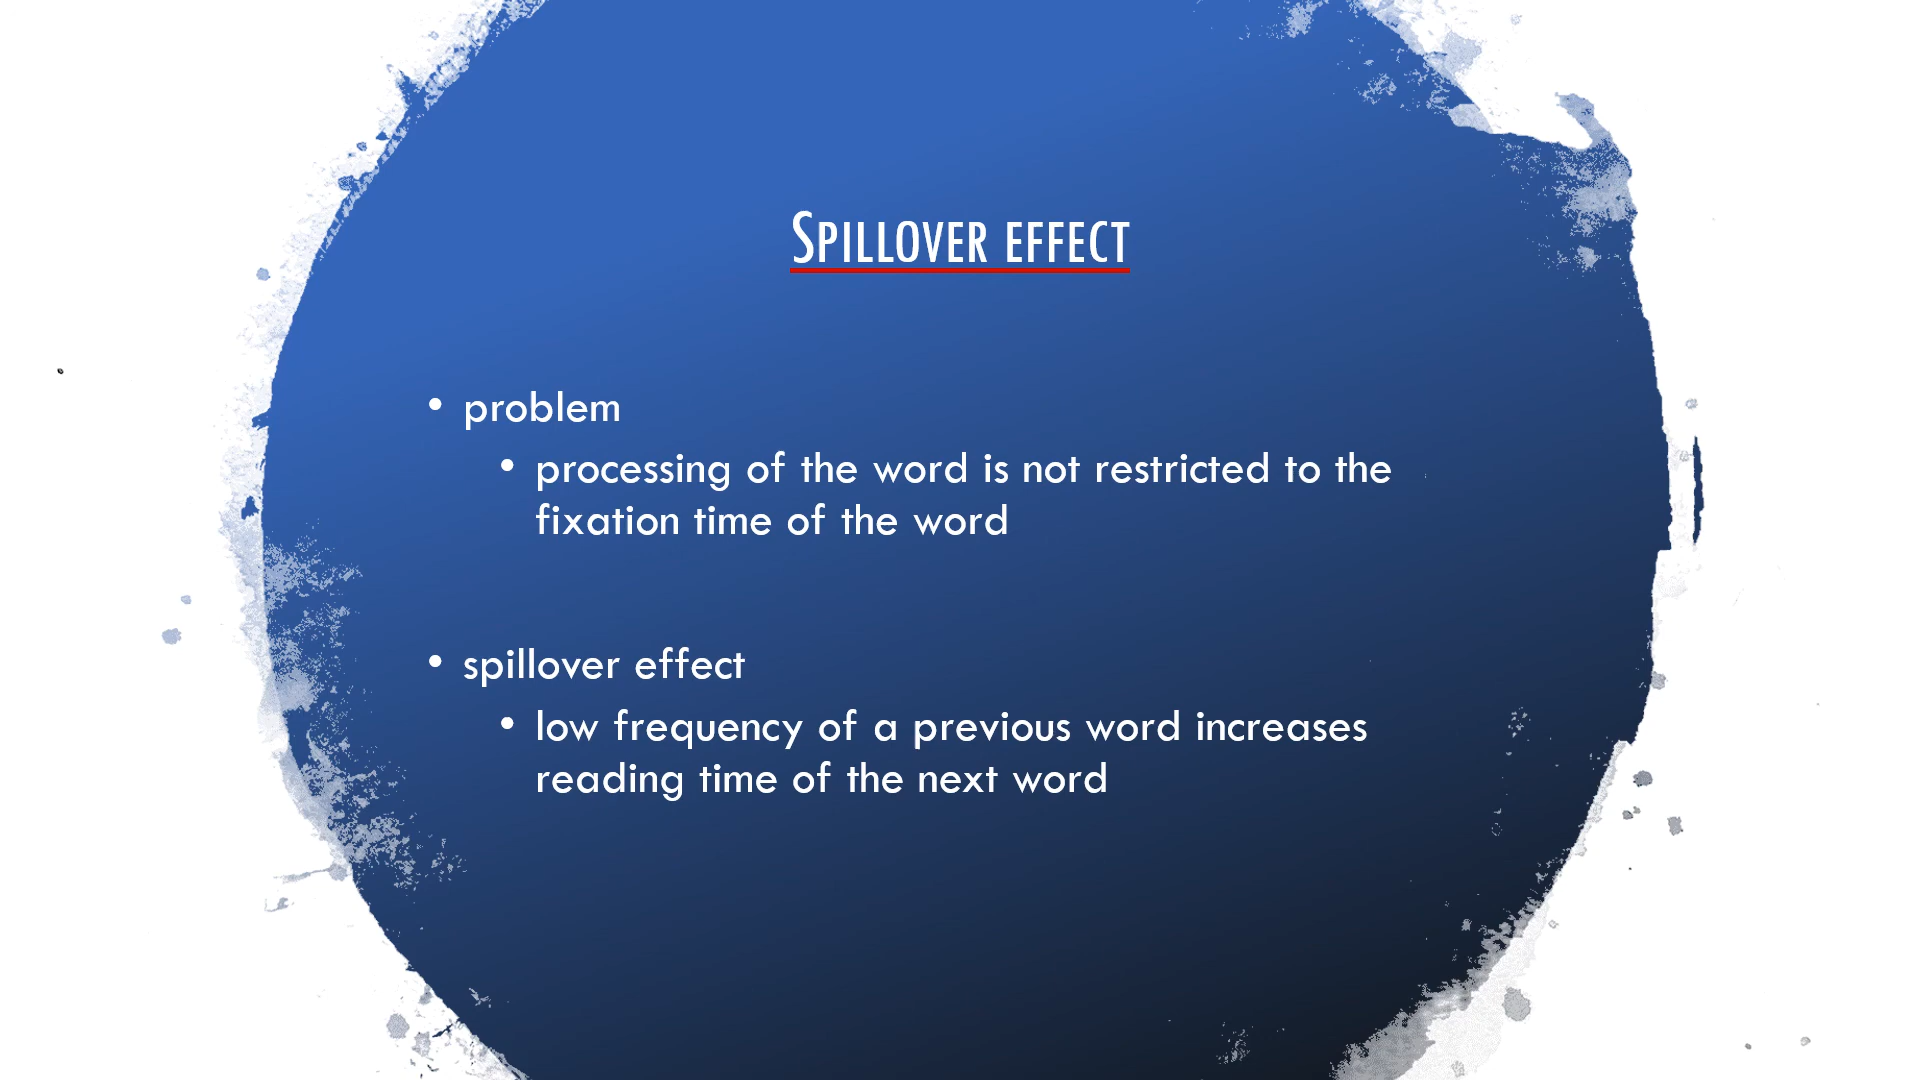 Spillover effect
• problem
• processing of the word is not restricted to the
fixation time of the word
• spillover effect
• low frequency of a previous word increases
reading time of the next word